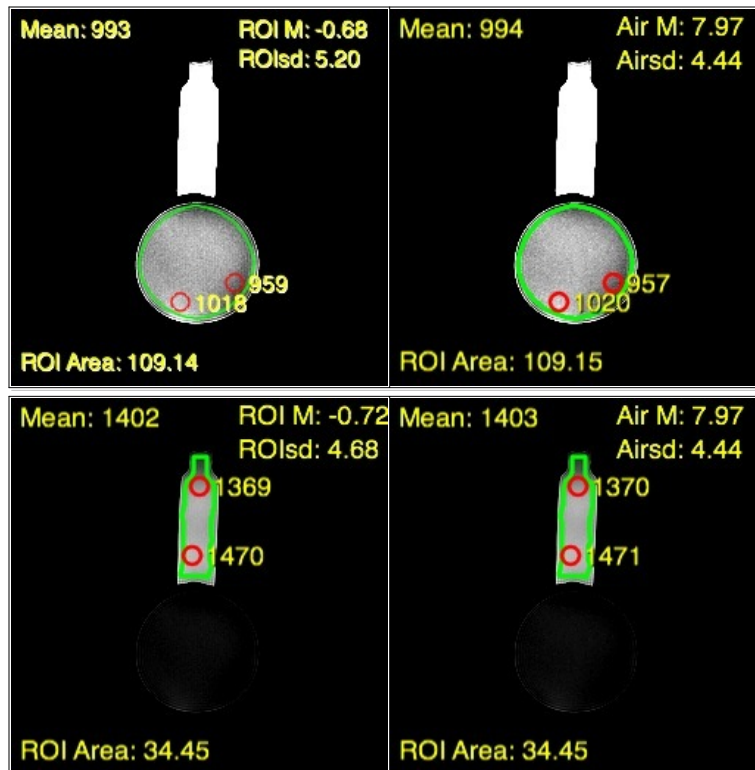 Mean: 993
ROI M: -0.68
ROIsd: 5.20
959
1018
ROI Area: 109.14
Mean: 994
Air M: 7.97
Airsd: 4.44
957
1020
ROI Area: 109.15
Mean: 1402
ROI M: -0.72
ROIsd: 4.68
1369
1470
ROI Area: 34.45
Mean: 1403
Air M: 7.97
Airsd: 4.44
1370
1471
ROI Area: 34.45